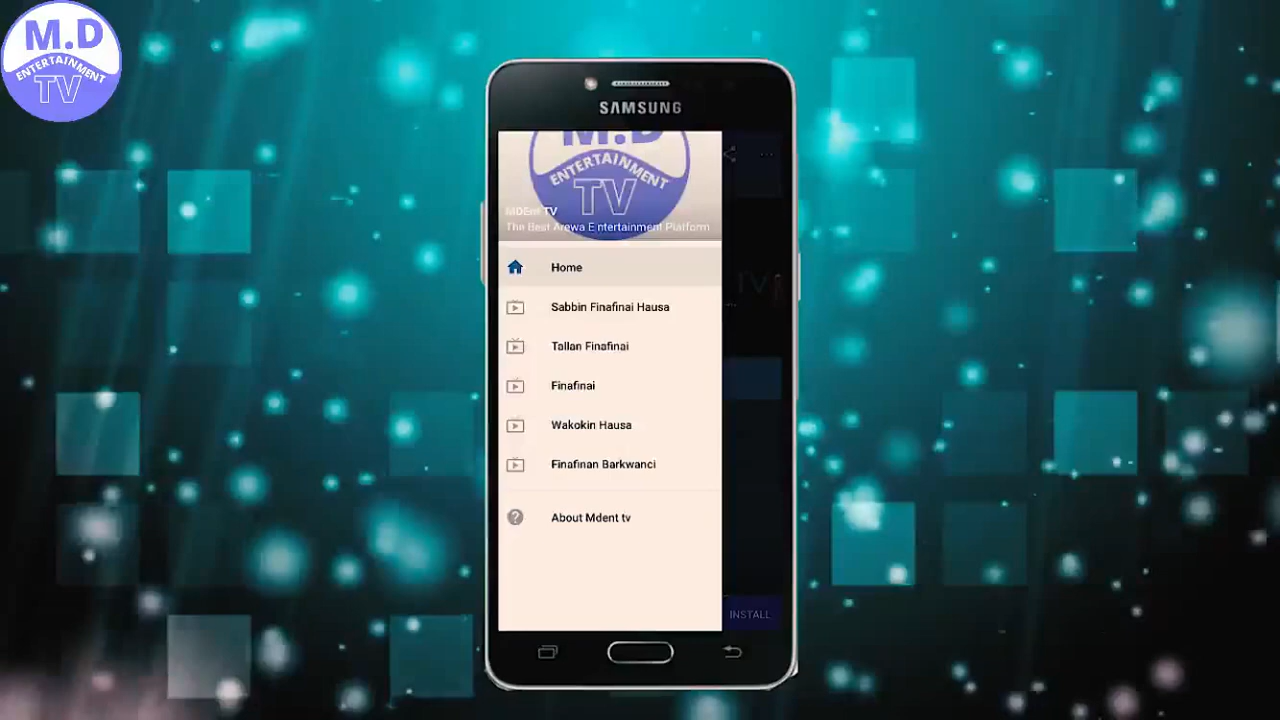 M.D
ENTERTAINMENT
TV
SAMSUNG
M.D
ENTERTAINMENT
TV
MDEnt TV
The Best Arewa Entertainment Platform
Home
Sabbin Finafinai Hausa
Tallan Finafinai
Finafinai
Wakokin Hausa
Finafinan Barkwanci
About Mdent tv
TV
INSTALL